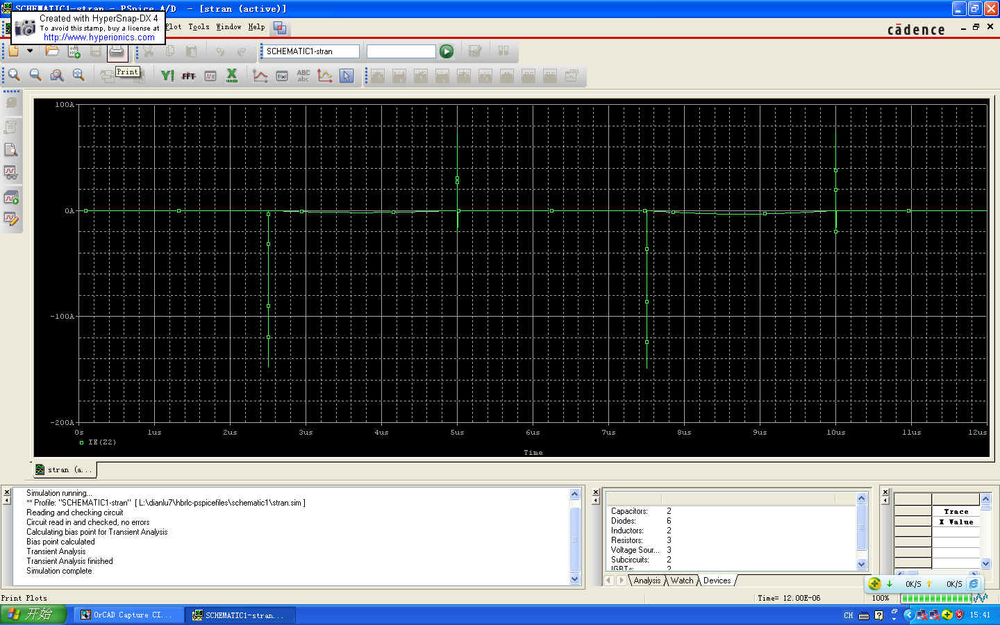 SCHEMATIC1-stran - PSpice A/D - [stran (active)]
Created with HyperSnap-DX 4
To avoid this stamp, buy a license at
http://www.hyperionics.com
Plot Tools Window Help
cādence
SCHEMATIC1-stran
Print
FFT
ABC
abc
f(x)
100A
0A
-100A
-200A
0s 1us 2us 3us 4us 5us 6us 7us 8us 9us 10us 11us 12us
IE(Z2)
Time
stran (a...
Simulation running...
** Profile: "SCHEMATIC1-stran" [ L:\dianlu7\hbrlc-pspicefiles\schematic1\stran.sim ]
Reading and checking circuit
Circuit read in and checked, no errors
Calculating bias point for Transient Analysis
Bias point calculated
Transient Analysis
Transient Analysis finished
Simulation complete
Capacitors: 2
Diodes: 6
Inductors: 2
Resistors: 3
Voltage Sour... 3
Subcircuits: 2
IGBTs: 2
Analysis Watch Devices
Trace
X Value
0K/S 0K/S
Print Plots
Time= 12.00E-06
100%
开始
OrCAD Capture CI...
SCHEMATIC1-stran...
CH
15:41